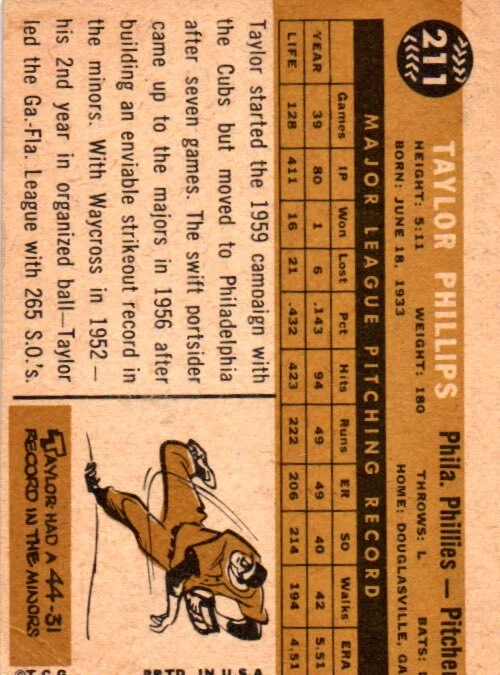 211
TAYLOR PHILLIPS Phila. Phillies — Pitcher
HEIGHT: 5:11 WEIGHT: 180 THROWS: L BATS: L
BORN: JUNE 18, 1933 HOME: DOUGLASVILLE, GA
MAJOR LEAGUE PITCHING RECORD
Games IP Won Lost Pct Hits Runs ER SO Walks ERA
YEAR 39 80 1 6 .143 94 49 49 40 42 5.51
LIFE 128 411 16 21 .432 423 222 206 214 194 4.51
Taylor started the 1959 campaign with
the Cubs but moved to Philadelphia
after seven games. The swift portsider
came up to the majors in 1956 after
building an enviable strikeout record in
the minors. With Waycross in 1952—
his 2nd year in organized ball—Taylor
led the Ga.-Fla. League with 265 S.O.'s.
TAYLOR HAD A 44-31
RECORD IN THE MINORS
©T.C.G. PRTD. IN U.S.A.